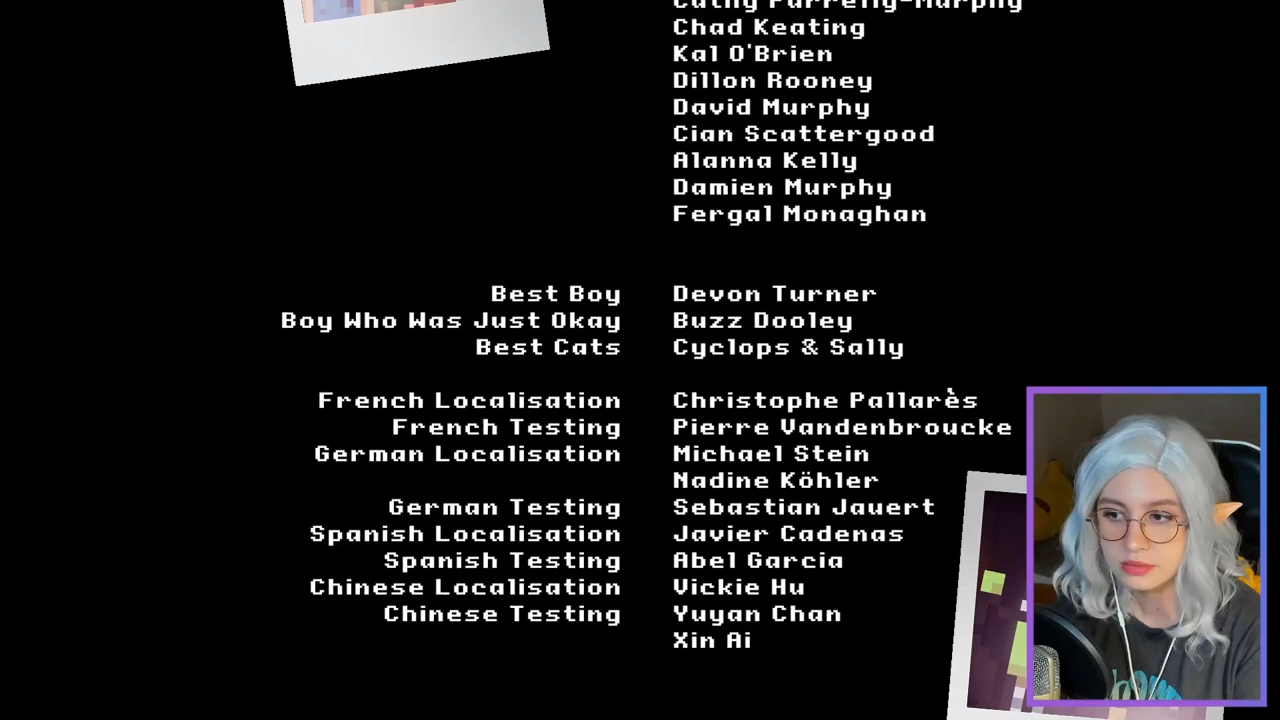 Cathy Farrelly-Murphy
Chad Keating
Kal O'Brien
Dillon Rooney
David Murphy
Cian Scattergood
Alanna Kelly
Damien Murphy
Fergal Monaghan
Best Boy Devon Turner
Boy Who Was Just Okay Buzz Dooley
Best Cats Cyclops & Sally
French Localisation Christophe Pallarès
French Testing Pierre Vandenbroucke
German Localisation Michael Stein
Nadine Köhler
German Testing Sebastian Jauert
Spanish Localisation Javier Cadenas
Spanish Testing Abel Garcia
Chinese Localisation Vickie Hu
Chinese Testing Yuyan Chan
Xin Ai